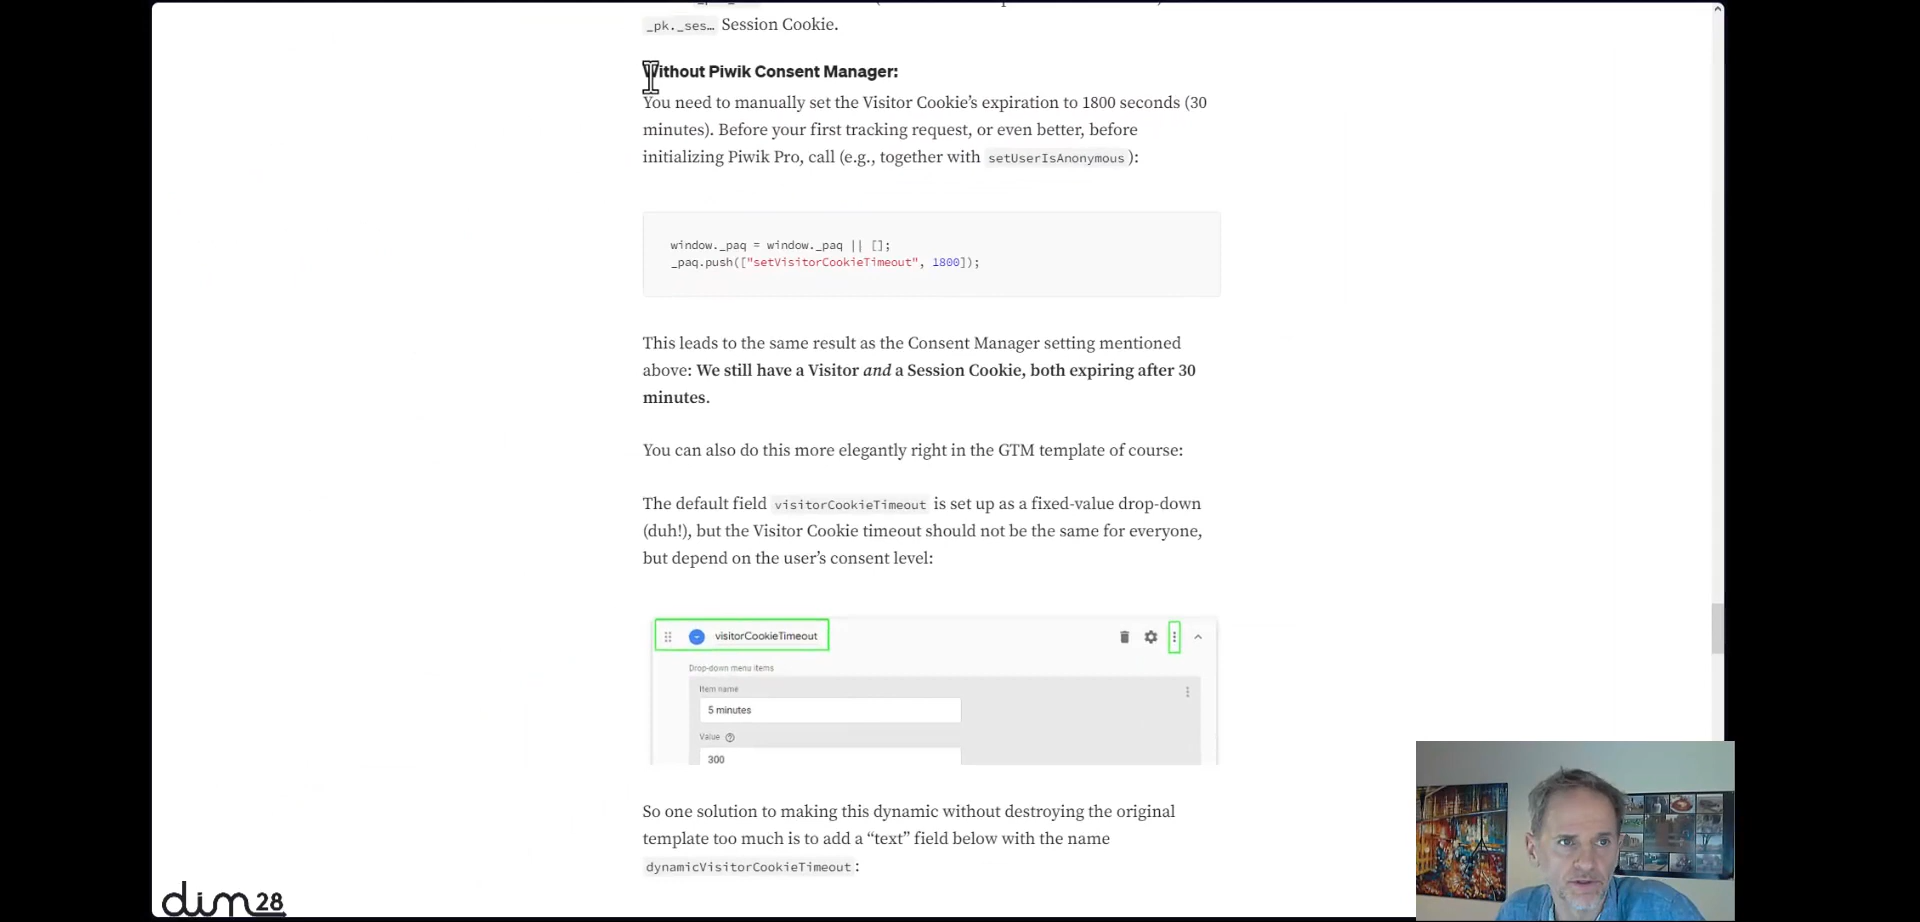 _pk._ses… Session Cookie.
Without Piwik Consent Manager:
You need to manually set the Visitor Cookie’s expiration to 1800 seconds (30
minutes). Before your first tracking request, or even better, before
initializing Piwik Pro, call (e.g., together with setUserIsAnonymous):
window._paq = window._paq || [];
_paq.push(["setVisitorCookieTimeout", 1800]);
This leads to the same result as the Consent Manager setting mentioned
above: We still have a Visitor and a Session Cookie, both expiring after 30
minutes.
You can also do this more elegantly right in the GTM template of course:
The default field visitorCookieTimeout is set up as a fixed-value drop-down
(duh!), but the Visitor Cookie timeout should not be the same for everyone,
but depend on the user’s consent level:
visitorCookieTimeout
Drop-down menu items
Item name
5 minutes
Value
300
So one solution to making this dynamic without destroying the original
template too much is to add a “text” field below with the name
dynamicVisitorCookieTimeout:
dim28